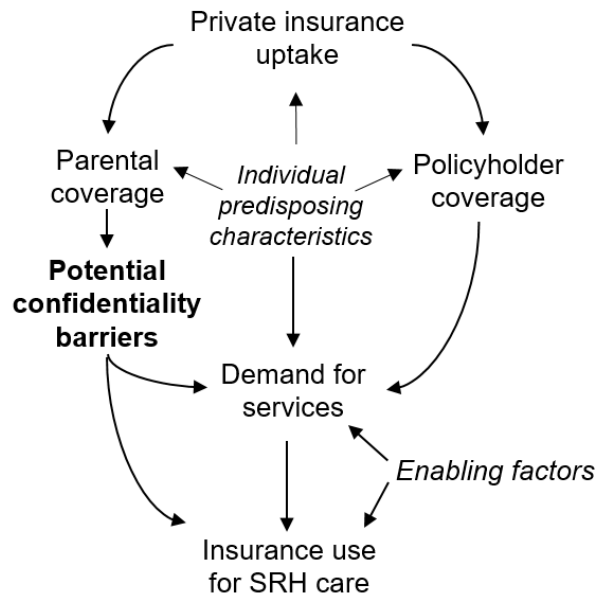 Private insurance
uptake
Parental
coverage
Individual
predisposing
characteristics
Policyholder
coverage
Potential
confidentiality
barriers
Demand for
services
Enabling factors
Insurance use
for SRH care